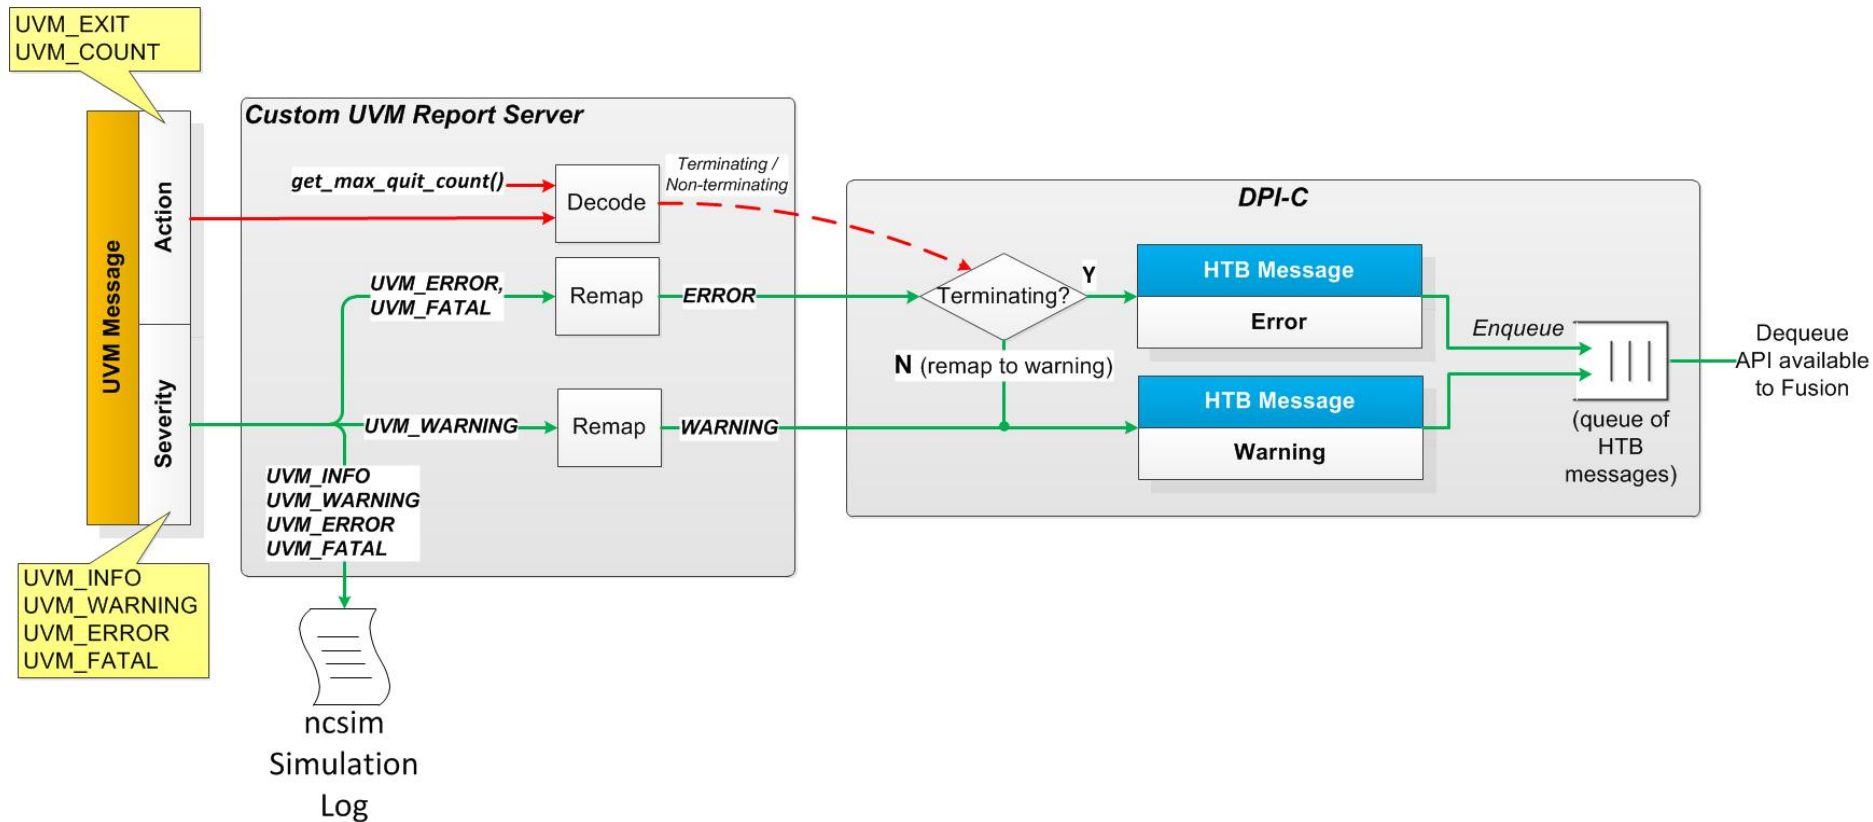 UVM_EXIT
UVM_COUNT
UVM Message
Action
Severity
UVM_INFO
UVM_WARNING
UVM_ERROR
UVM_FATAL
Custom UVM Report Server
get_max_quit_count()
Decode
Terminating /
Non-terminating
UVM_ERROR,
UVM_FATAL
Remap
ERROR
UVM_WARNING
Remap
WARNING
UVM_INFO
UVM_WARNING
UVM_ERROR
UVM_FATAL
ncsim
Simulation
Log
DPI-C
Terminating?
Y
N (remap to warning)
HTB Message
Error
HTB Message
Warning
Enqueue
(queue of
HTB
messages)
Dequeue
API available
to Fusion